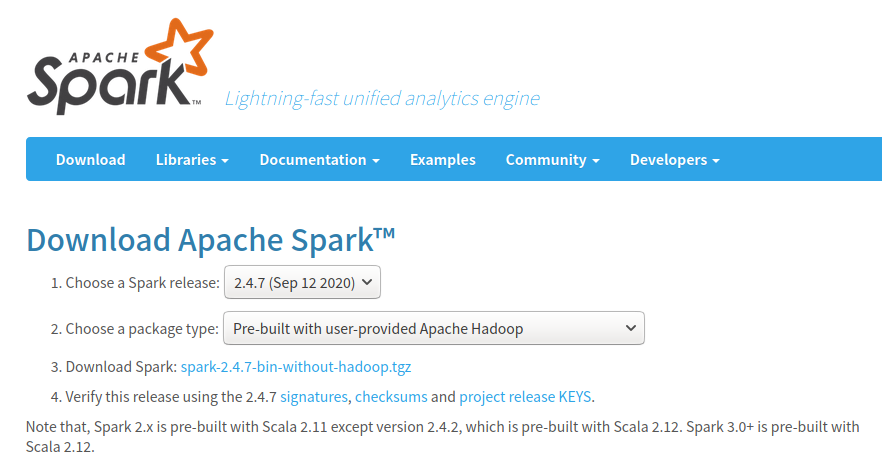 APACHE
Spark™
Lightning-fast unified analytics engine
Download Libraries Documentation Examples Community Developers
Download Apache Spark™
1. Choose a Spark release: 2.4.7 (Sep 12 2020)
2. Choose a package type: Pre-built with user-provided Apache Hadoop
3. Download Spark: spark-2.4.7-bin-without-hadoop.tgz
4. Verify this release using the 2.4.7 signatures, checksums and project release KEYS.
Note that, Spark 2.x is pre-built with Scala 2.11 except version 2.4.2, which is pre-built with Scala 2.12. Spark 3.0+ is pre-built with
Scala 2.12.